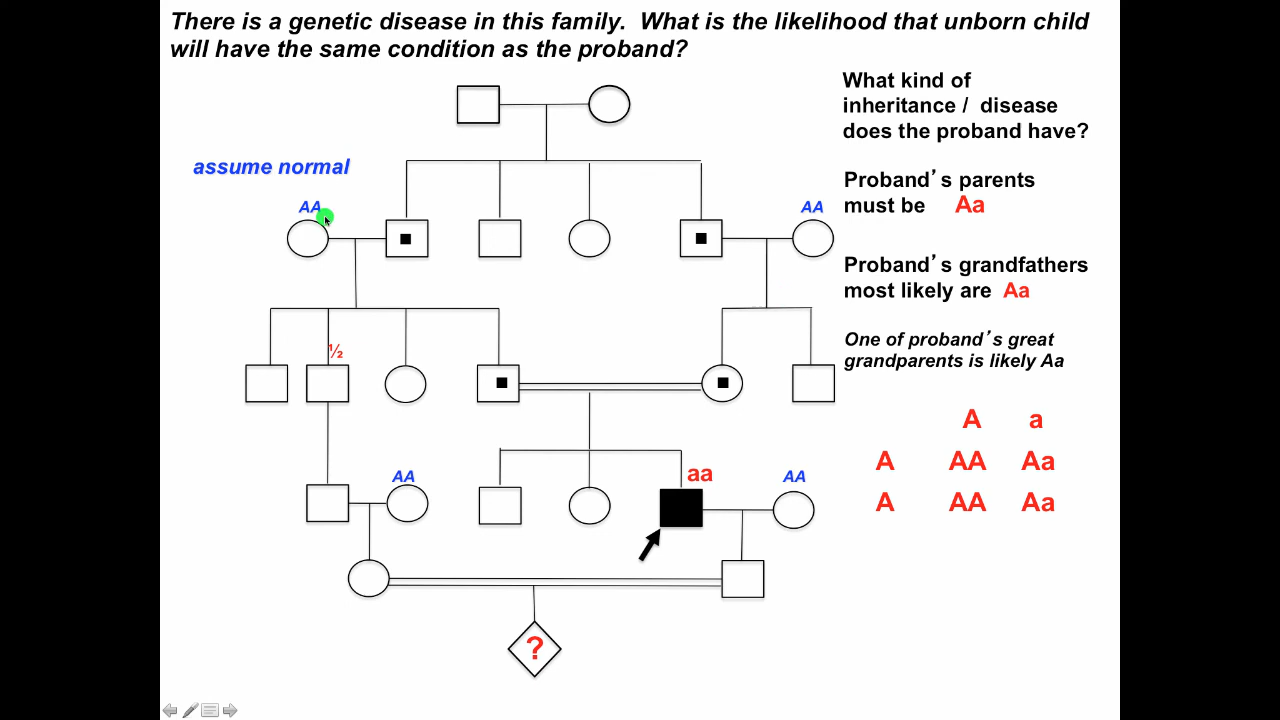 There is a genetic disease in this family.  What is the likelihood that unborn child
will have the same condition as the proband?
What kind of
inheritance /  disease
does the proband have?
assume normal
AA
AA
Proband’s parents
must be Aa
Proband’s grandfathers
most likely are Aa
One of proband’s great
grandparents is likely Aa
½
A a
A AA Aa
A AA Aa
AA
aa
AA
?